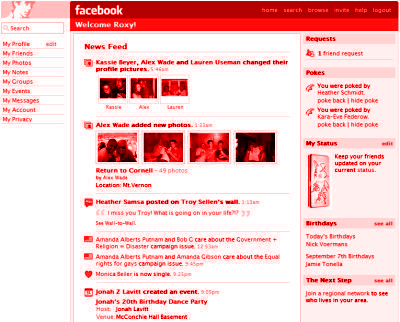 facebook
home search browse invite help logout
Search
Welcome Roxy!
My Profile edit
My Friends
My Photos
My Notes
My Groups
My Events
My Messages
My Account
My Privacy
News Feed
Kassie Beyer, Alex Wade and Lauren Useman changed their
profile pictures. 5:46am
Kassie Alex Lauren
Alex Wade added new photos. 1:33am
Return to Cornell – 49 photos
by Alex Wade
Location: Mt.Vernon
Heather Samsa posted on Troy Sellen's wall. 1:13am
I miss you Troy! What is going on in your life???
See Wall-to-Wall.
Amanda Alberts Putnam and Bob G care about the Government +
Religion = Disaster campaign issue. 12:53am
Amanda Alberts Putnam and Amanda Gibson care about the Equal
rights for gays campaign issue. 9:45pm
Monica Seiler is now single. 9:25pm
Jonah Z Lavitt created an event. 9:05pm
Jonah's 20th Birthday Dance Party
Host: Jonah Lavitt
Venue: McConchie Hall Basement
Requests
1 friend request
Pokes
You were poked by
Heather Schmidt.
poke back | hide poke
You were poked by
Kara-Eve Federow.
poke back | hide poke
My Status edit
Keep your friends
updated on your
current status.
Birthdays see all
Today's Birthdays
Nick Voermans
September 7th Birthdays
Jamie Tonella
The Next Step see all
Join a regional network to see
who lives in your area.